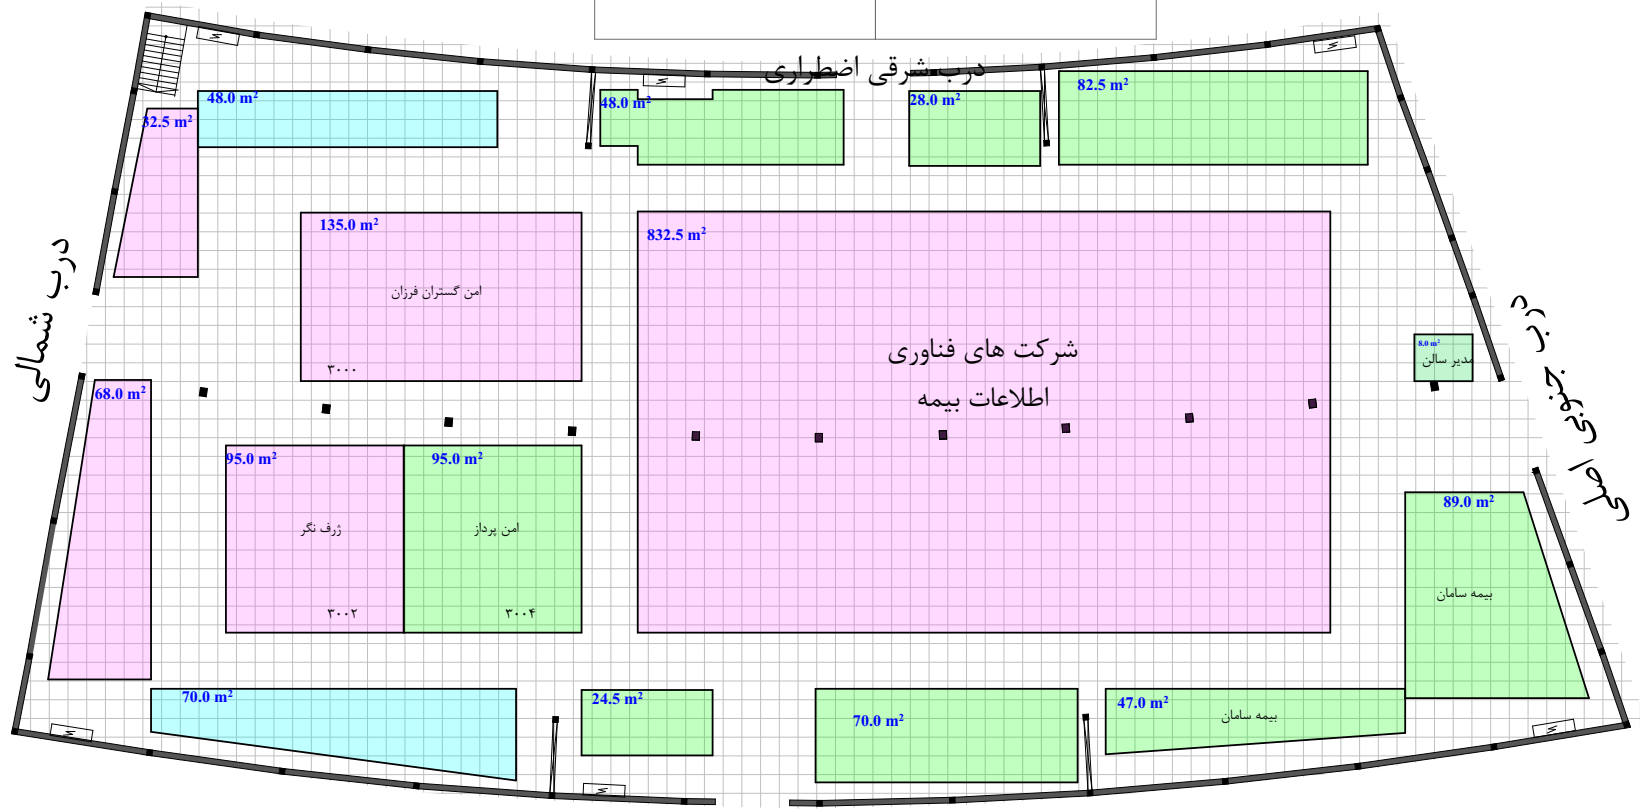 درب شرقی اضطراری
48.0 m²
32.5 m²
48.0 m²
28.0 m²
82.5 m²
135.0 m²
امن گستران فرزان
۳۰۰۰
832.5 m²
شرکت های فناوری
اطلاعات بیمه
درب شمالی
درب جنوبی اصلی
8.0 m²
مدیر سالن
68.0 m²
95.0 m²
ژرف نگر
۳۰۰۲
95.0 m²
امن پرداز
۳۰۰۴
89.0 m²
بیمه سامان
70.0 m²
24.5 m²
70.0 m²
47.0 m²
بیمه سامان